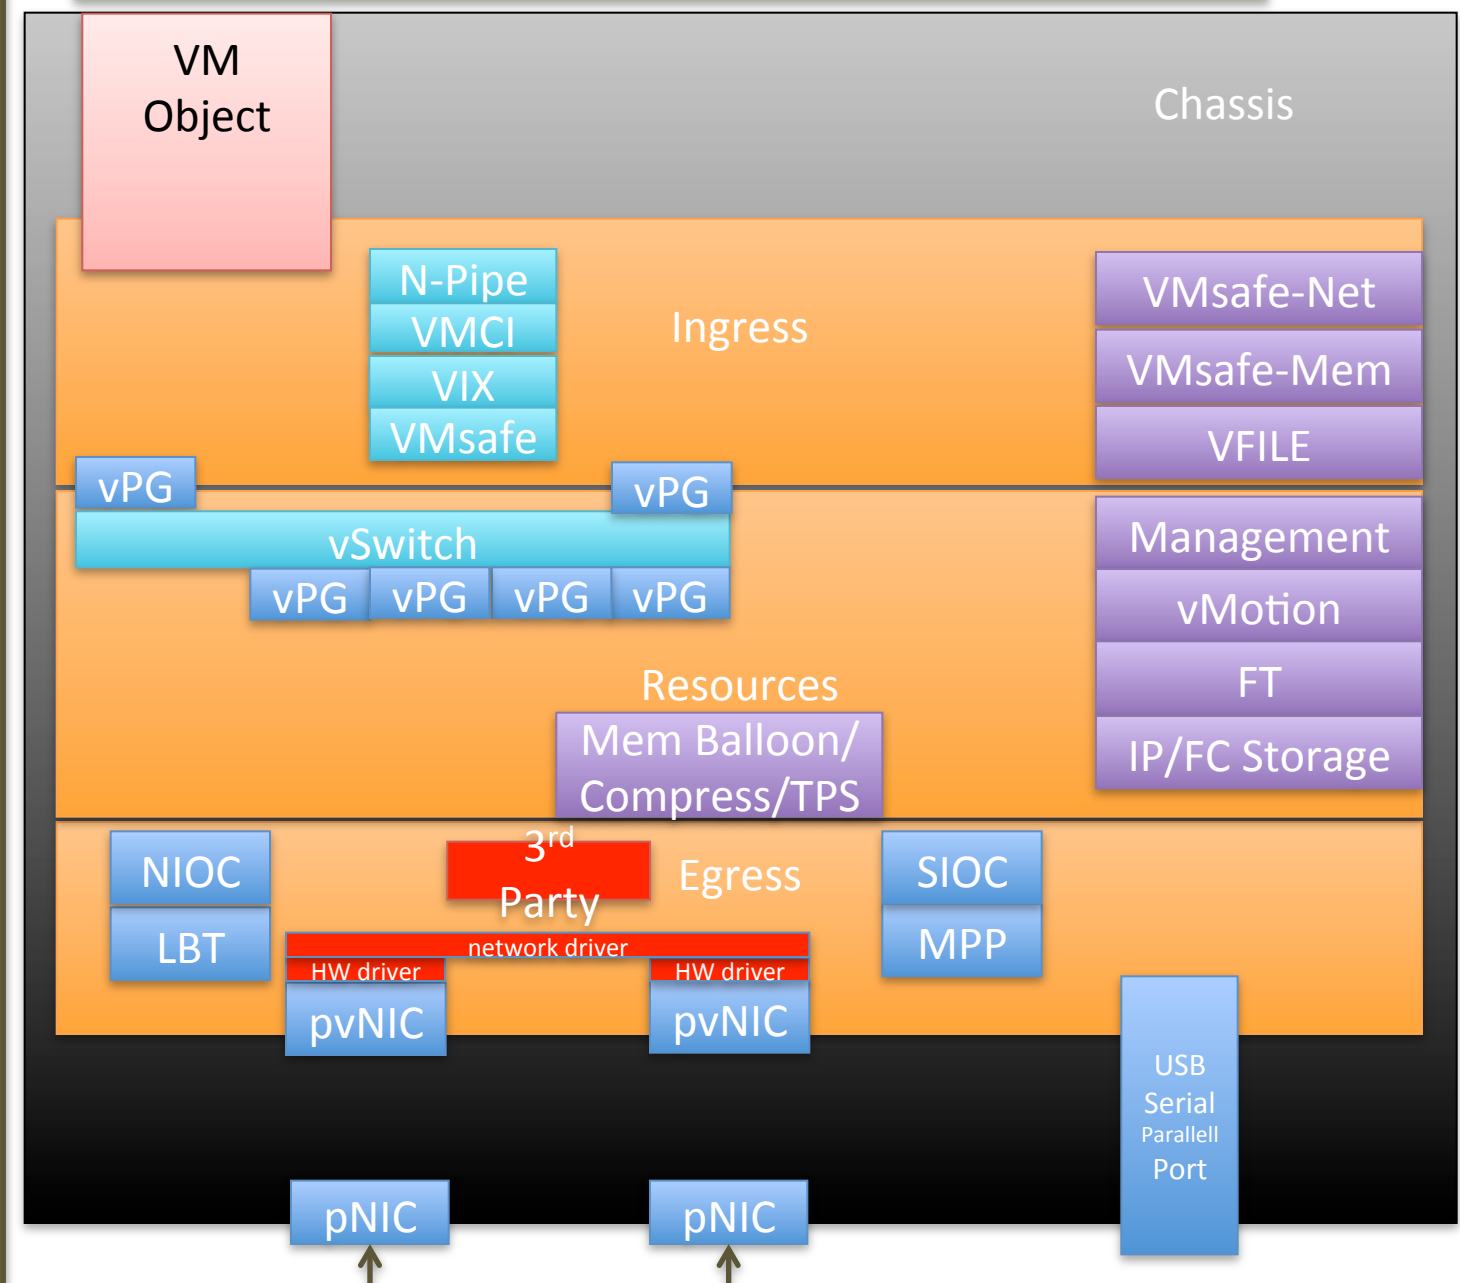 VM
Object
Chassis
N-Pipe
VMCI
VIX
VMsafe
Ingress
VMsafe-Net
VMsafe-Mem
VFILE
vPG
vPG
vSwitch
vPG
vPG
vPG
vPG
Management
vMotion
FT
IP/FC Storage
Resources
Mem Balloon/
Compress/TPS
NIOC
LBT
3rd
Party
Egress
SIOC
MPP
network driver
HW driver
HW driver
pvNIC
pvNIC
USB
Serial
Parallell
Port
pNIC
pNIC